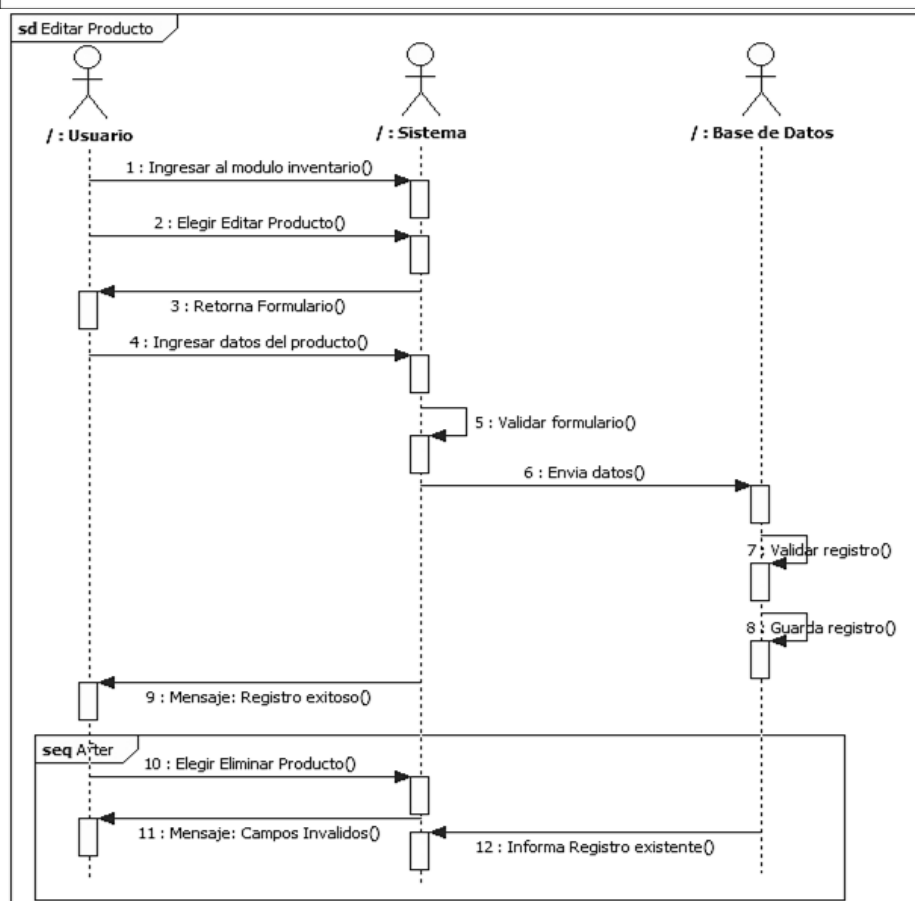 sd Editar Producto
/ : Usuario
/ : Sistema
/ : Base de Datos
1 : Ingresar al modulo inventario()
2 : Elegir Editar Producto()
3 : Retorna Formulario()
4 : Ingresar datos del producto()
5 : Validar formulario()
6 : Envia datos()
7 : Validar registro()
8 : Guarda registro()
9 : Mensaje: Registro exitoso()
seq Arter
10 : Elegir Eliminar Producto()
11 : Mensaje: Campos Invalidos()
12 : Informa Registro existente()